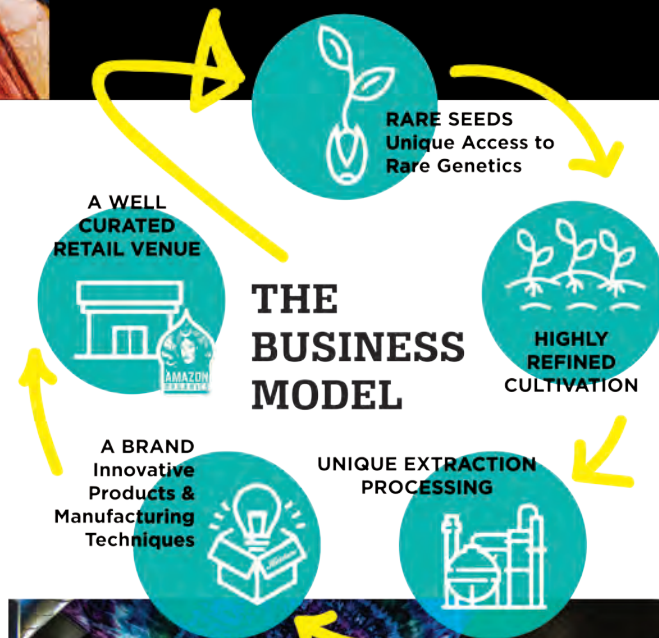 RARE SEEDS
Unique Access to
Rare Genetics
HIGHLY
REFINED
CULTIVATION
UNIQUE EXTRACTION
PROCESSING
A BRAND
Innovative
Products &
Manufacturing
Techniques
A WELL
CURATED
RETAIL VENUE
AMAZON
ORGANICS
THE
BUSINESS
MODEL